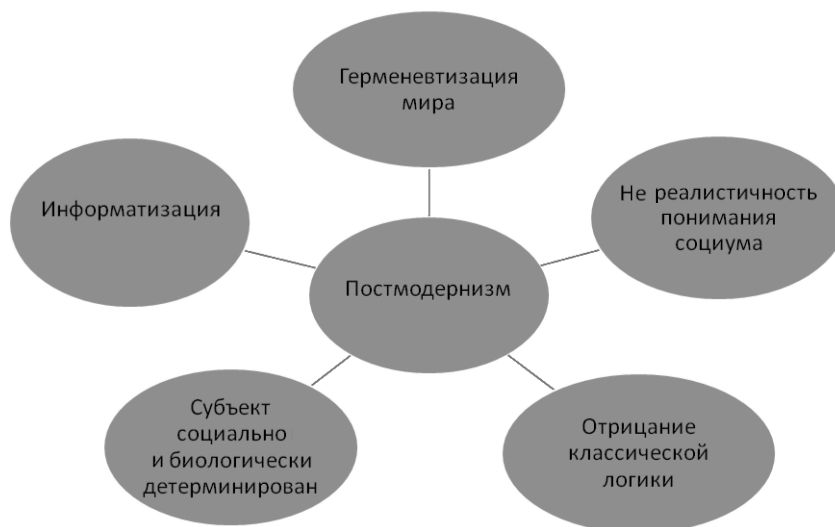 Герменевтизация
мира
Информатизация
Не реалистичность
понимания
социума
Постмодернизм
Субъект
социально
и биологически
детерминирован
Отрицание
классической
логики